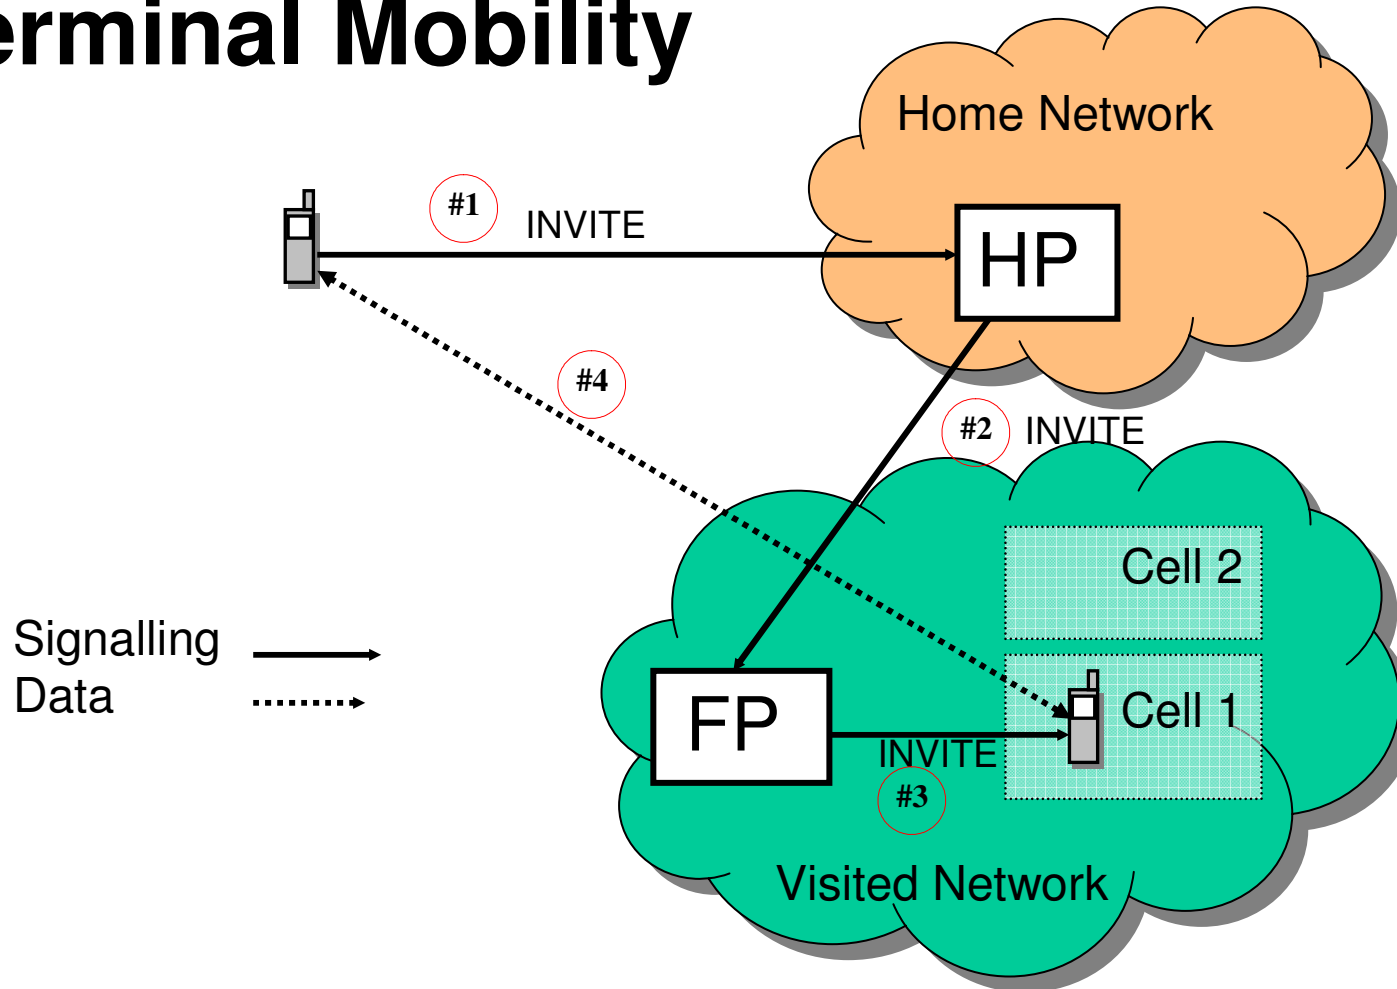 erminal Mobility
Home Network
#1
INVITE
HP
#4
#2 INVITE
Cell 2
Signalling
Data
FP
Cell 1
INVITE
#3
Visited Network